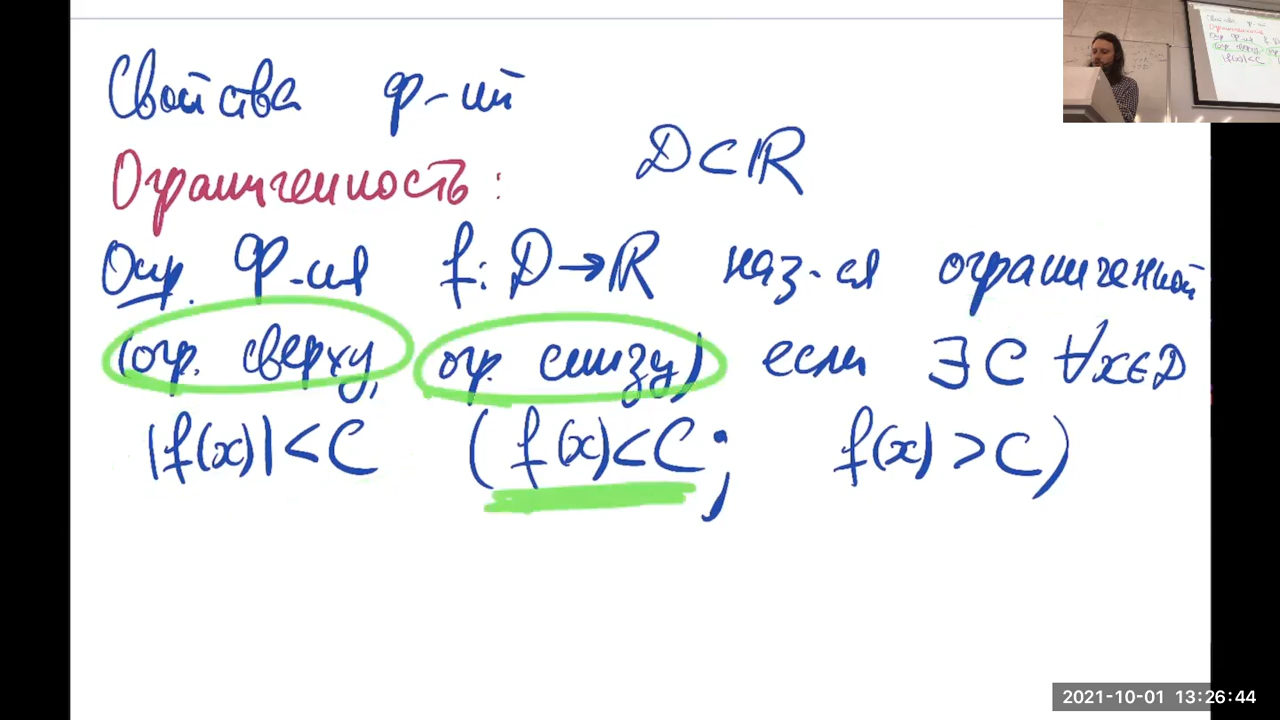 Свойства ф-ий
D⊂ℝ
Ограниченность:
Опр. Ф-ия f: D→ℝ наз-ся ограниченной
(огр. сверху, огр. снизу) если ∃ C ∀x∈D
|f(x)|<C (f(x)<C; f(x)>C)
2021-10-01 13:26:44